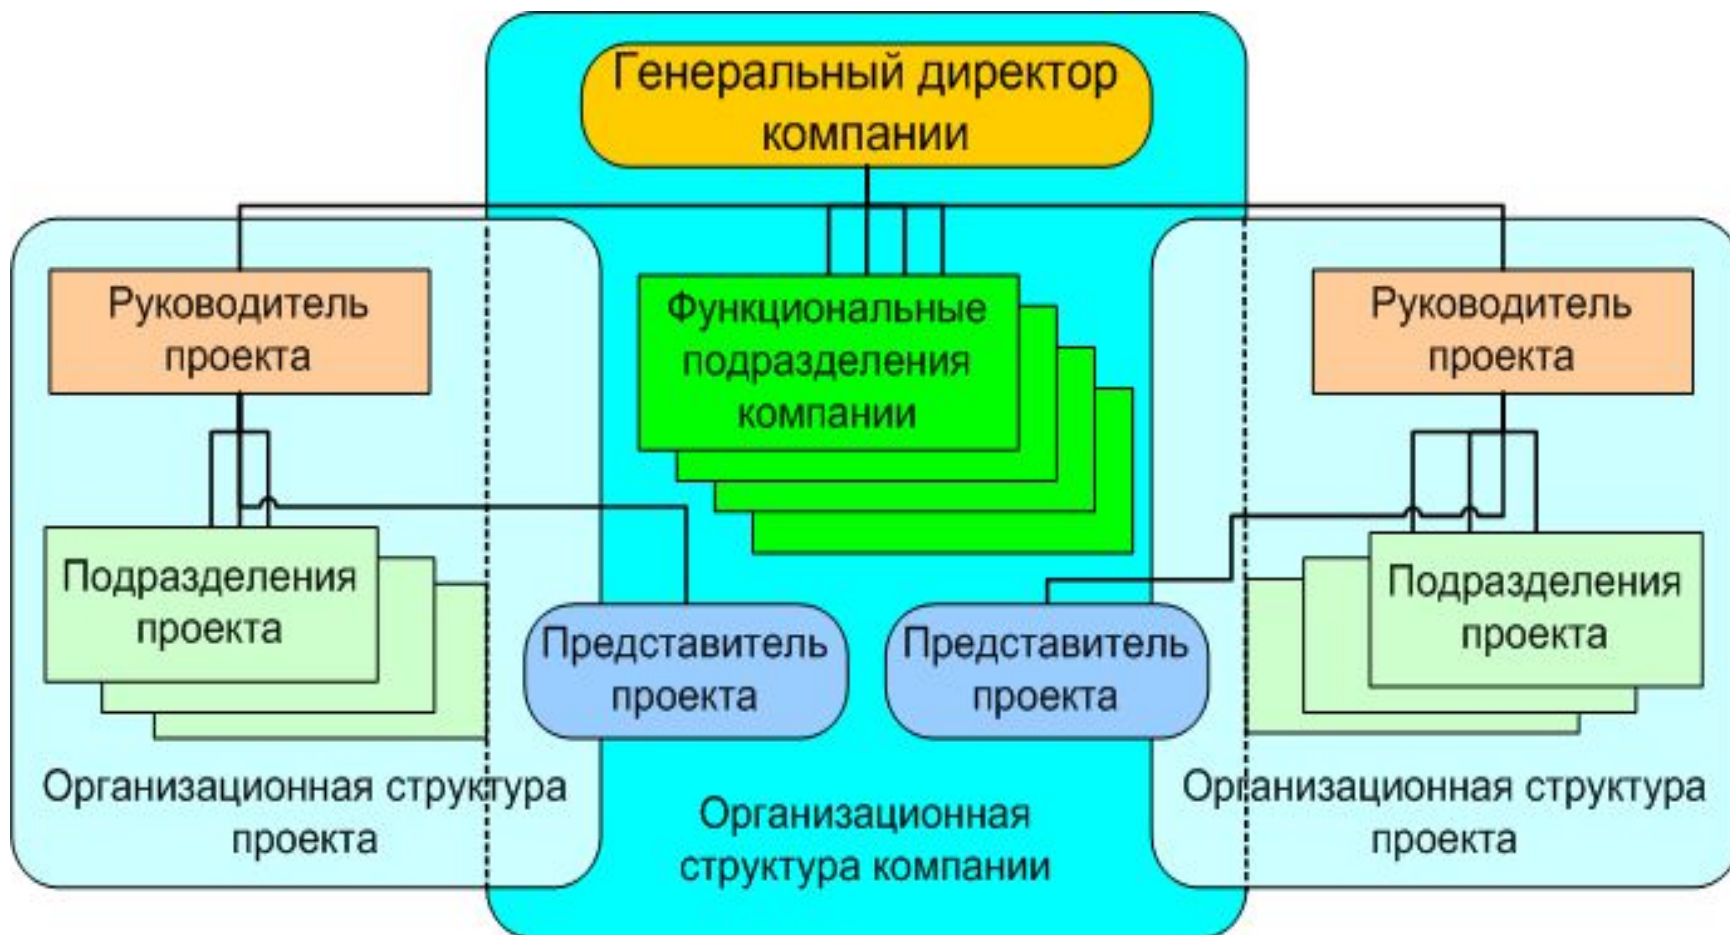 Генеральный директор
компании
Руководитель
проекта
Функциональные
подразделения
компании
Руководитель
проекта
Подразделения
проекта
Представитель
проекта
Представитель
проекта
Подразделения
проекта
Организационная структура
проекта
Организационная
структура компании
Организационная структура
проекта